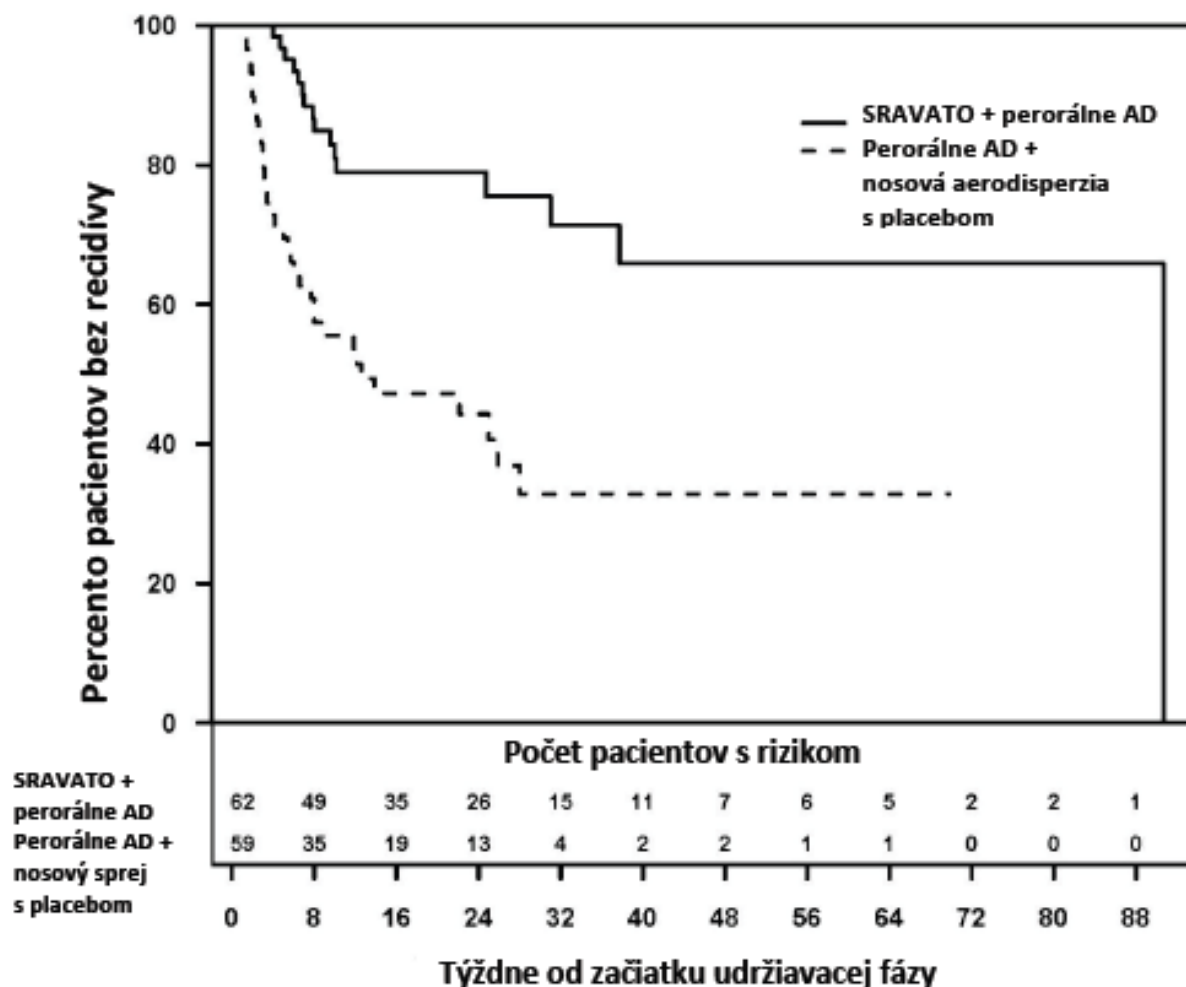 100
80
60
40
20
0
Percento pacientov bez recidívy
SRAVATO + perorálne AD
Perorálne AD +
nosová aerodisperzia
s placebom
Počet pacientov s rizikom
SRAVATO +
perorálne AD
62 49 35 26 15 11 7 6 5 2 2 1
Perorálne AD +
nosový sprej
s placebom
59 35 19 13 4 2 2 1 1 0 0 0
0 8 16 24 32 40 48 56 64 72 80 88
Týždne od začiatku udržiavacej fázy